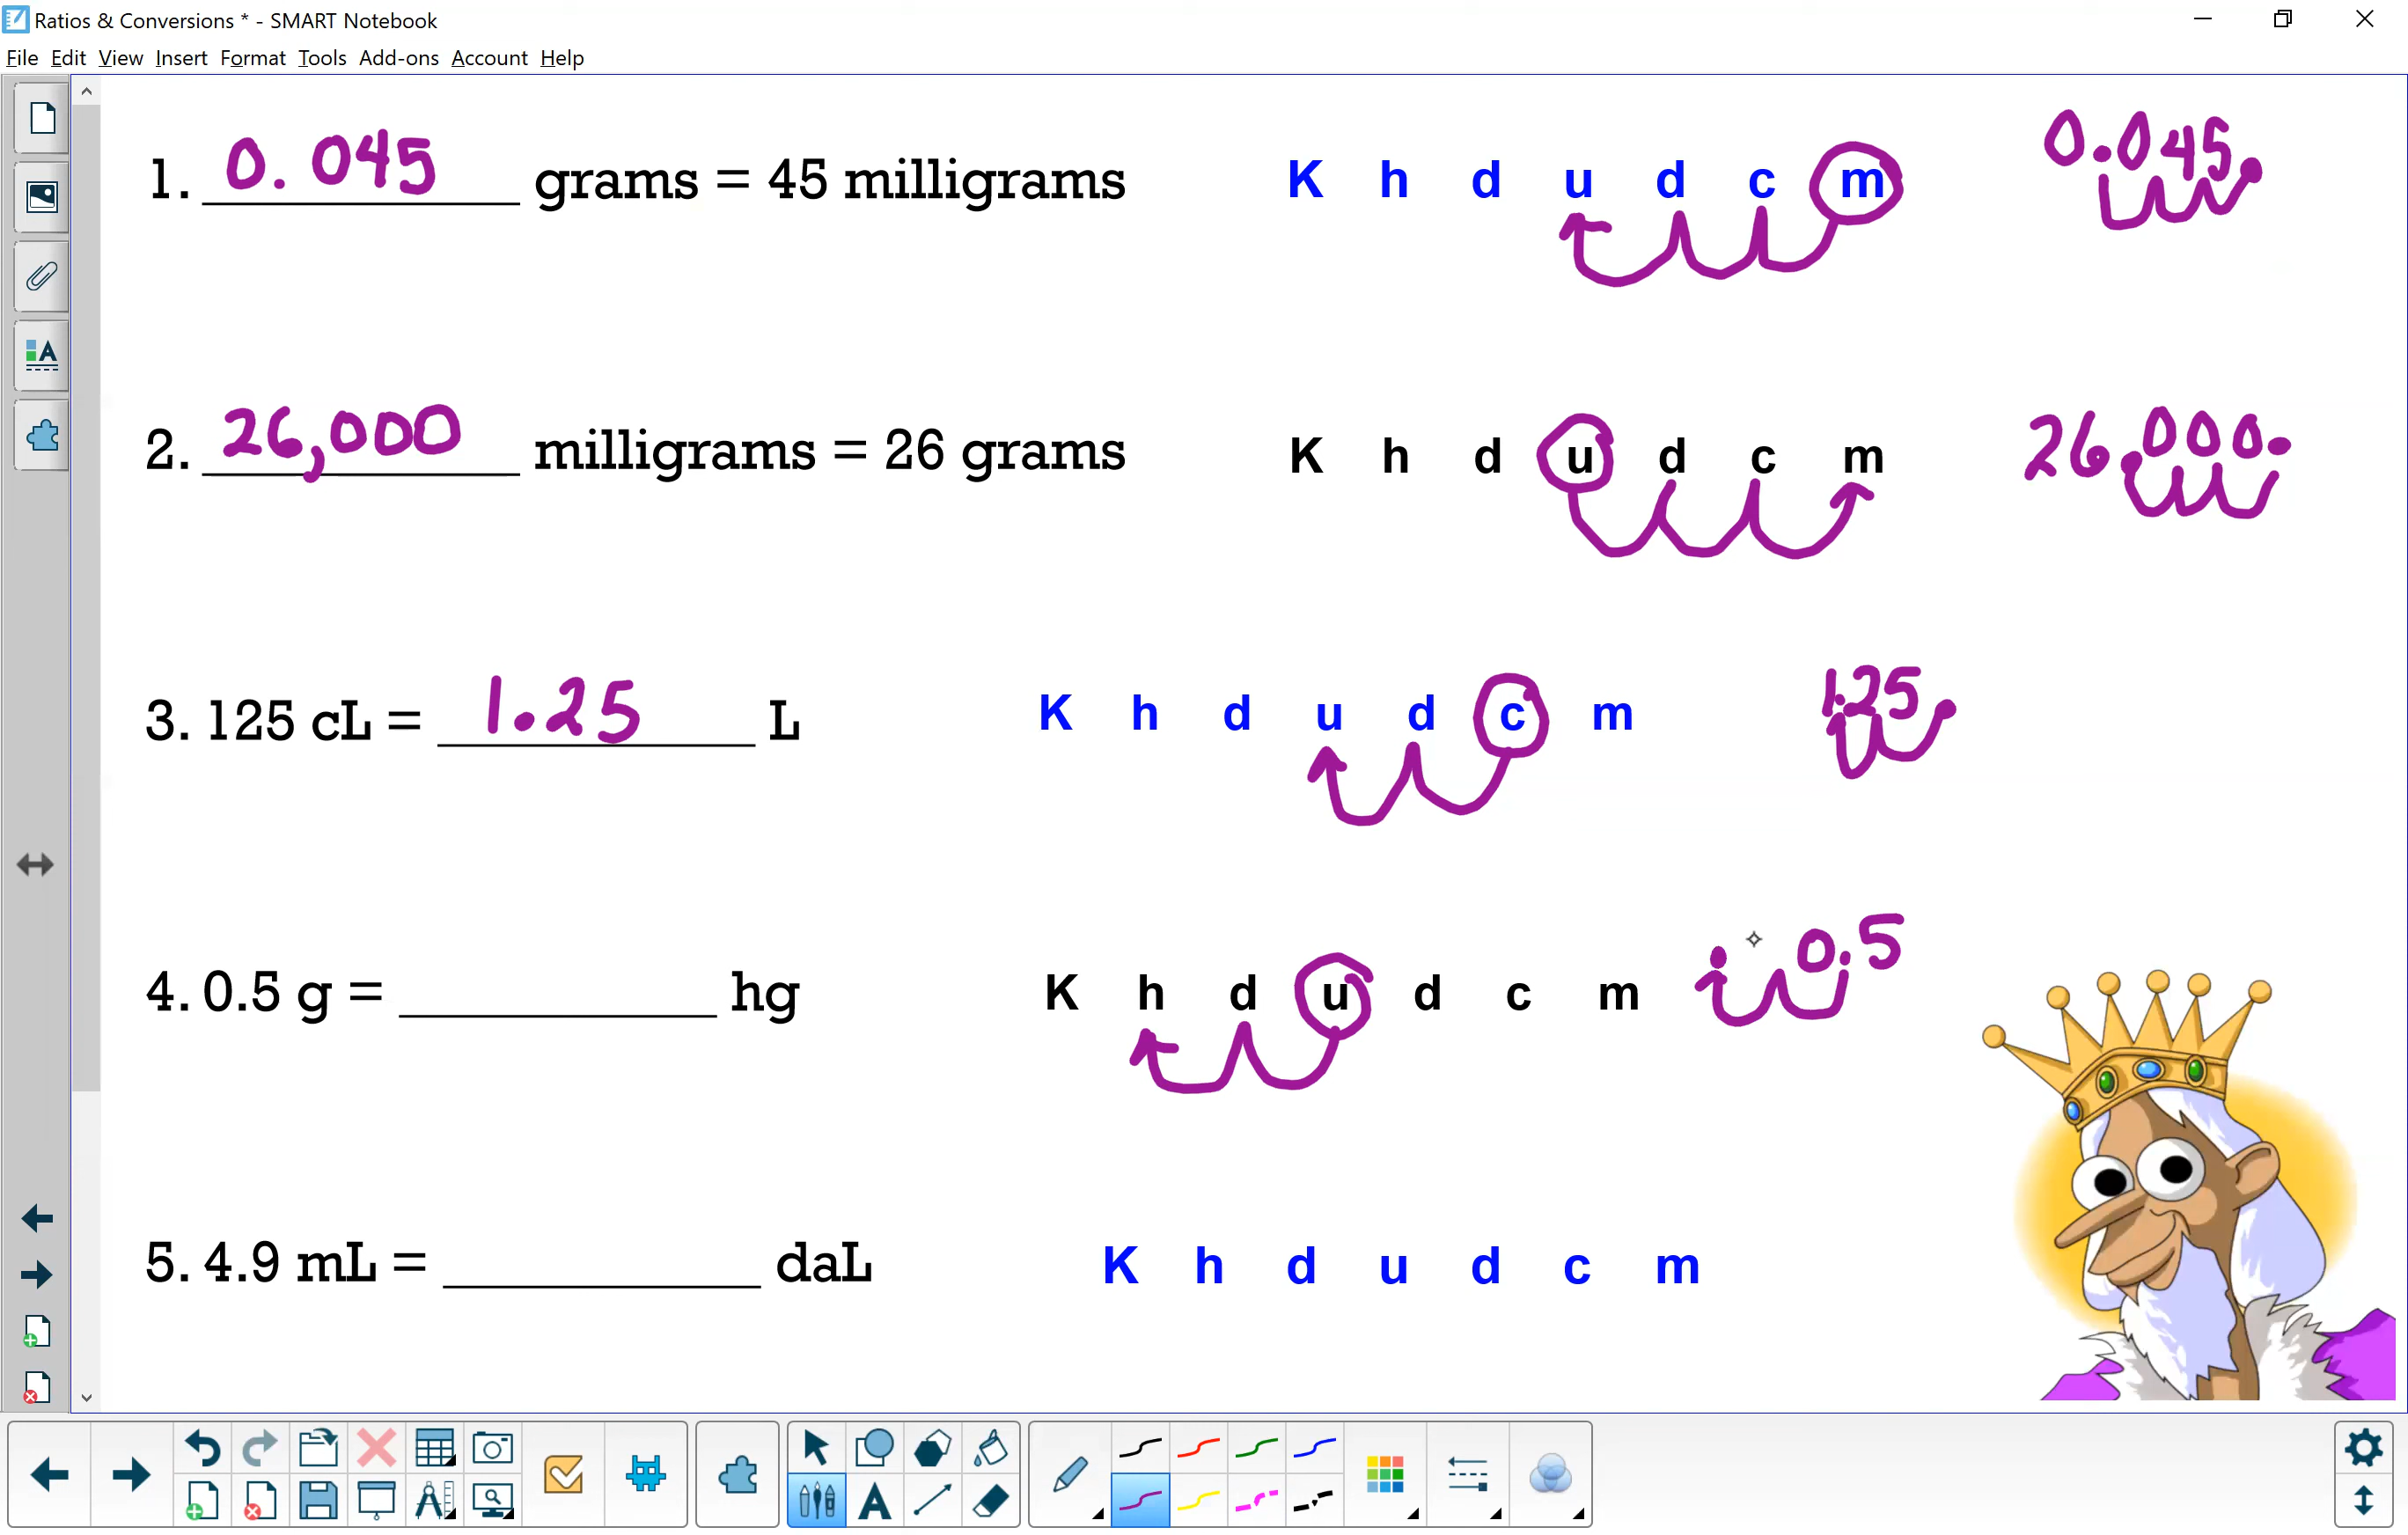 Ratios & Conversions * - SMART Notebook
File Edit View Insert Format Tools Add-ons Account Help
1. 0.045 grams = 45 milligrams K h d u d c m 0.045.
2. 26,000 milligrams = 26 grams K h d u d c m 26.000.
3. 125 cL = 1.25 L K h d u d c m 1.25.
4. 0.5 g = ____________ hg K h d u d c m . 0.5
5. 4.9 mL = ____________ daL K h d u d c m